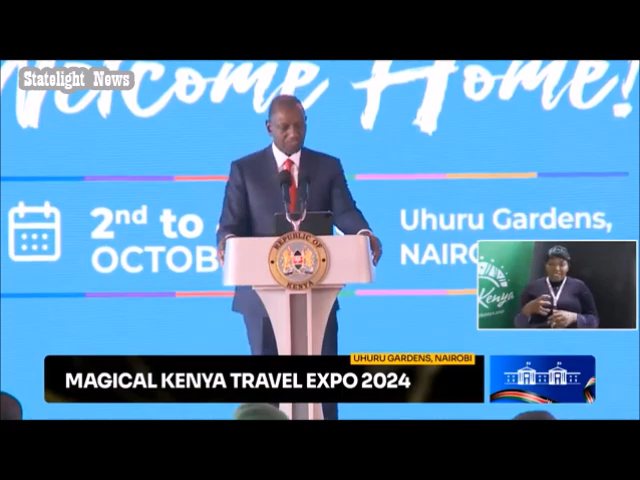 Statelight News
Welcome Home!
2nd to
OCTOB
Uhuru Gardens,
NAIRO
REPUBLIC OF
KENYA
Kenya
UHURU GARDENS, NAIROBI
MAGICAL KENYA TRAVEL EXPO 2024